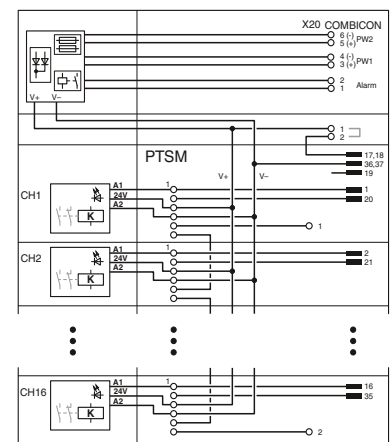 X20 COMBICON
6 (-)
5 (+) PW2
4 (-)
3 (+) PW1
2
1 Alarm
V+ V–
1
2
PTSM
17,18
V+ V– 36,37
19
CH1 A1 1 1
24V 20
A2
K
1
CH2 A1 1 2
24V 21
A2
K
CH16 A1 1 16
24V 35
A2
K
2